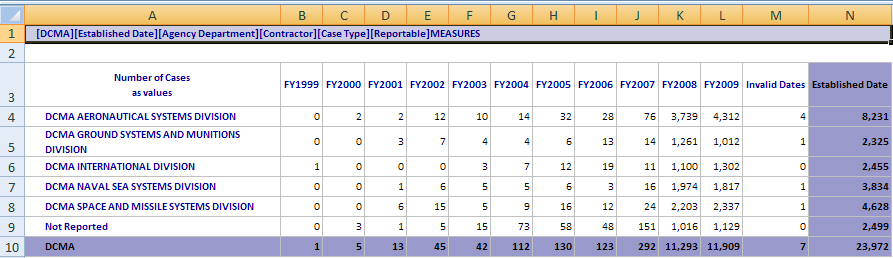 A B C D E F G H I J K L M N
1 [DCMA][Established Date][Agency Department][Contractor][Case Type][Reportable]MEASURES
2
Number of Cases
as values
3 FY1999 FY2000 FY2001 FY2002 FY2003 FY2004 FY2005 FY2006 FY2007 FY2008 FY2009 Invalid Dates Established Date
4 DCMA AERONAUTICAL SYSTEMS DIVISION 0 2 2 12 10 14 32 28 76 3,739 4,312 4 8,231
DCMA GROUND SYSTEMS AND MUNITIONS
5 DIVISION 0 0 3 7 4 4 6 13 14 1,261 1,012 1 2,325
6 DCMA INTERNATIONAL DIVISION 1 0 0 0 3 7 12 19 11 1,100 1,302 0 2,455
7 DCMA NAVAL SEA SYSTEMS DIVISION 0 0 1 6 5 5 6 3 16 1,974 1,817 1 3,834
8 DCMA SPACE AND MISSILE SYSTEMS DIVISION 0 0 6 15 5 9 16 12 24 2,203 2,337 1 4,628
9 Not Reported 0 3 1 5 15 73 58 48 151 1,016 1,129 0 2,499
10 DCMA 1 5 13 45 42 112 130 123 292 11,293 11,909 7 23,972